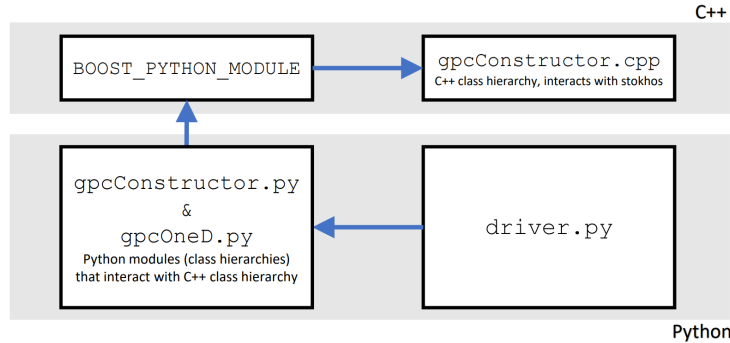 C++
BOOST_PYTHON_MODULE
gpcConstructor.cpp
C++ class hierarchy, interacts with stokhos
gpcConstructor.py
&
gpcOneD.py
Python modules (class hierarchies)
that interact with C++ class hierarchy
driver.py
Python